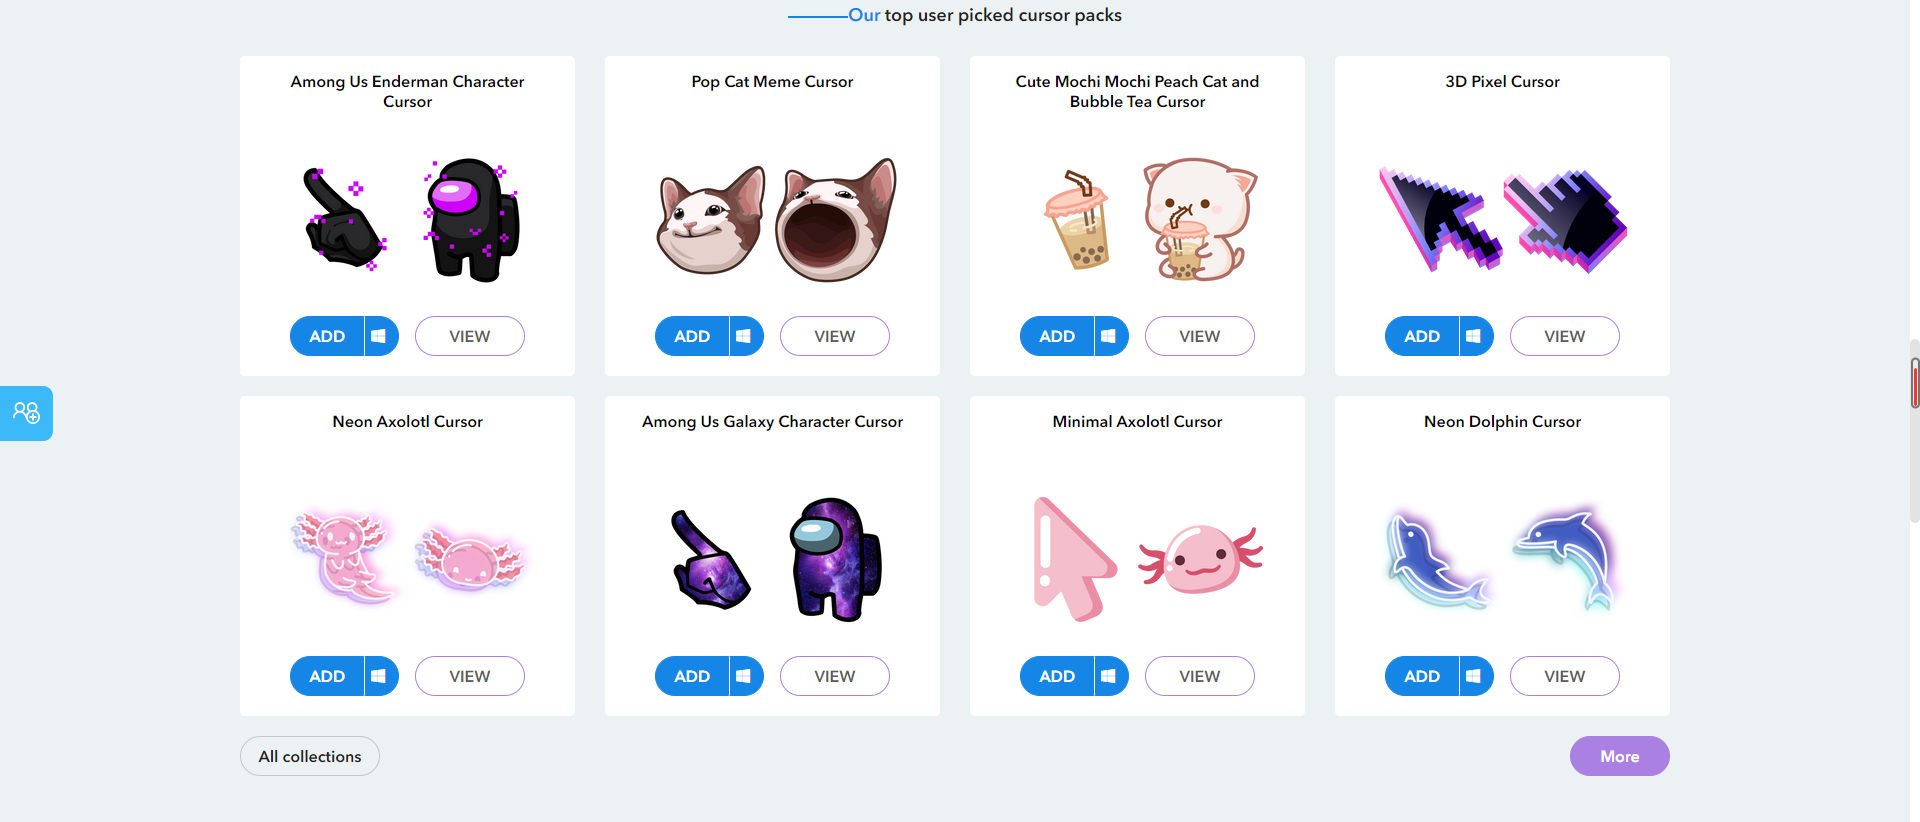 Our top user picked cursor packs
Among Us Enderman Character
Cursor
ADD
VIEW
Pop Cat Meme Cursor
ADD
VIEW
Cute Mochi Mochi Peach Cat and
Bubble Tea Cursor
ADD
VIEW
3D Pixel Cursor
ADD
VIEW
Neon Axolotl Cursor
ADD
VIEW
Among Us Galaxy Character Cursor
ADD
VIEW
Minimal Axolotl Cursor
ADD
VIEW
Neon Dolphin Cursor
ADD
VIEW
All collections
More